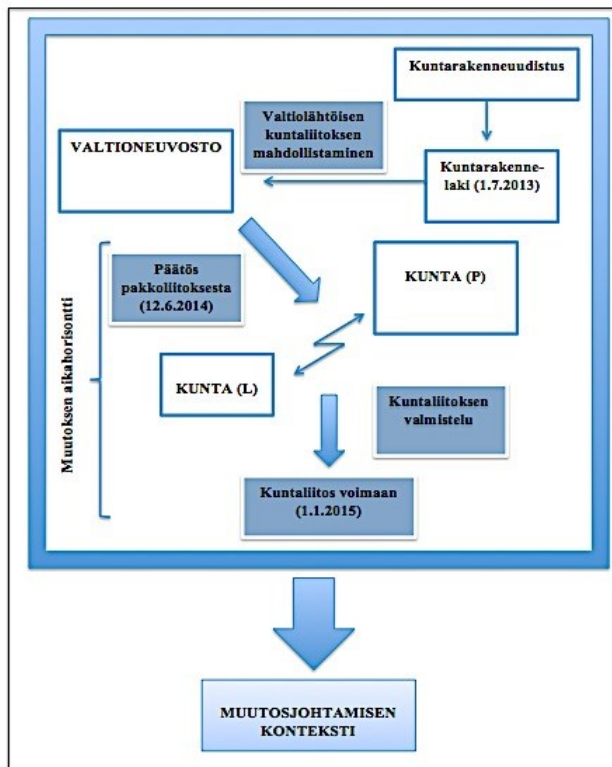 Kuntarakenneuudistus
Valtiolähtöisen
kuntaliitoksen
mahdollistaminen
VALTIONEUVOSTO
Kuntarakenne-
laki (1.7.2013)
Päätös
pakkoliitoksesta
(12.6.2014)
KUNTA (P)
Muutoksen aikahorisontti
KUNTA (L)
Kuntaliitoksen
valmistelu
Kuntaliitos voimaan
(1.1.2015)
MUUTOSJOHTAMISEN
KONTEKSTI